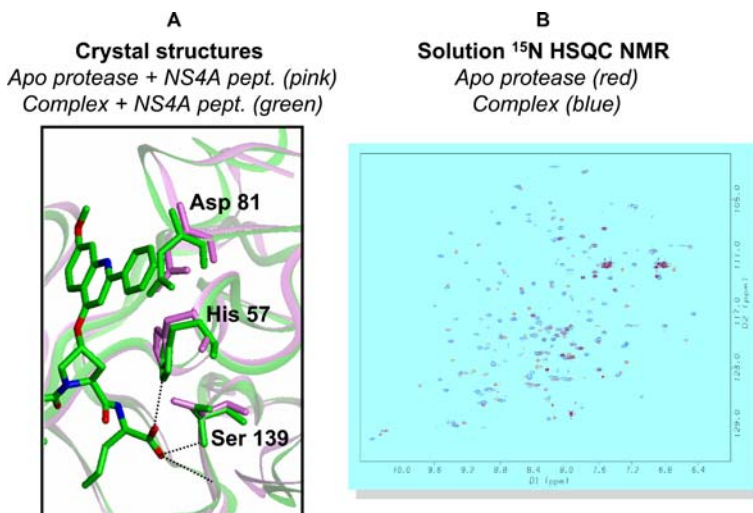 A
Crystal structures
Apo protease + NS4A pept. (pink)
Complex + NS4A pept. (green)
Asp 81
His 57
Ser 139
B
Solution ¹⁵N HSQC NMR
Apo protease (red)
Complex (blue)
105.0
111.0
117.0
D2 (ppm)
123.0
129.0
10.0 9.6 9.2 8.8 8.4 8.0 7.6 7.2 6.8 6.4
D1 (ppm)